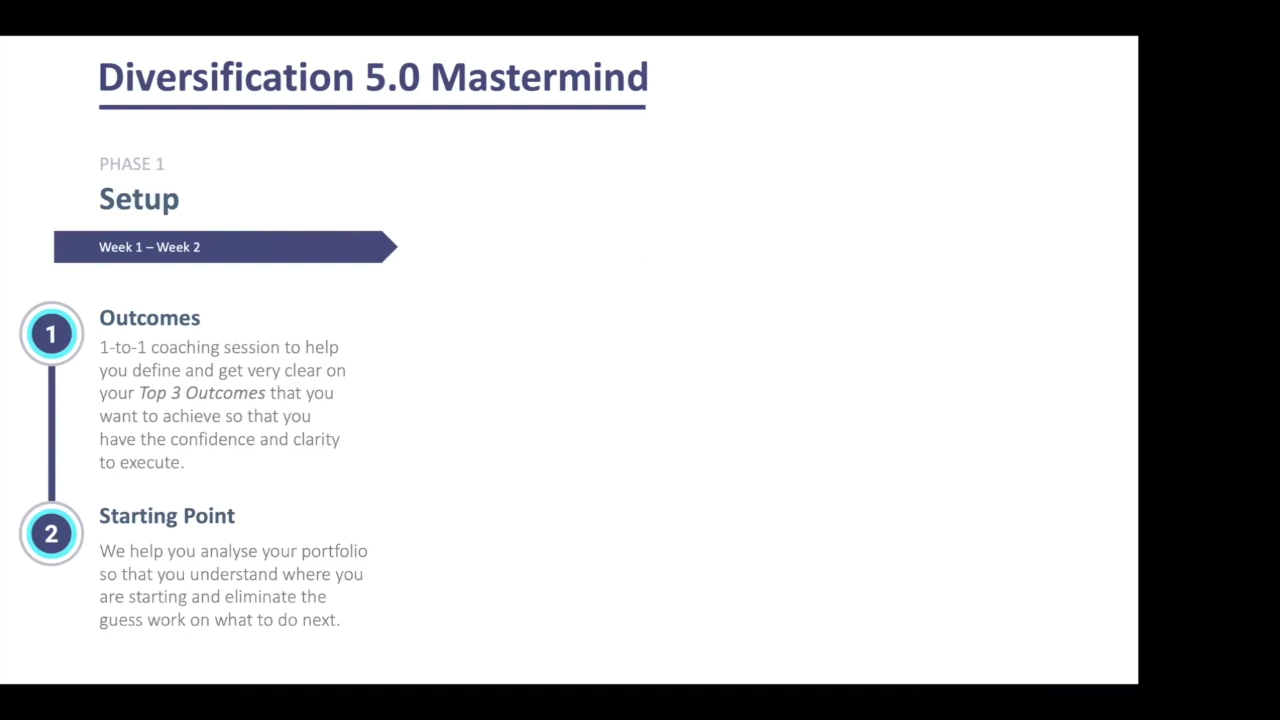 Diversification 5.0 Mastermind
PHASE 1
Setup
Week 1 – Week 2
1
Outcomes
1-to-1 coaching session to help
you define and get very clear on
your Top 3 Outcomes that you
want to achieve so that you
have the confidence and clarity
to execute.
2
Starting Point
We help you analyse your portfolio
so that you understand where you
are starting and eliminate the
guess work on what to do next.